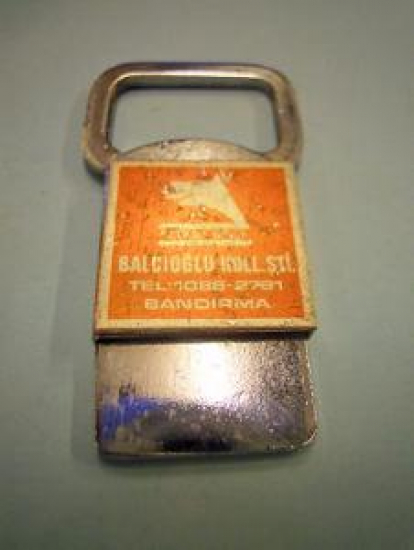 BALCIOGLU KOLL. ŞTİ.
TEL: 1088-2781
BANDIRMA